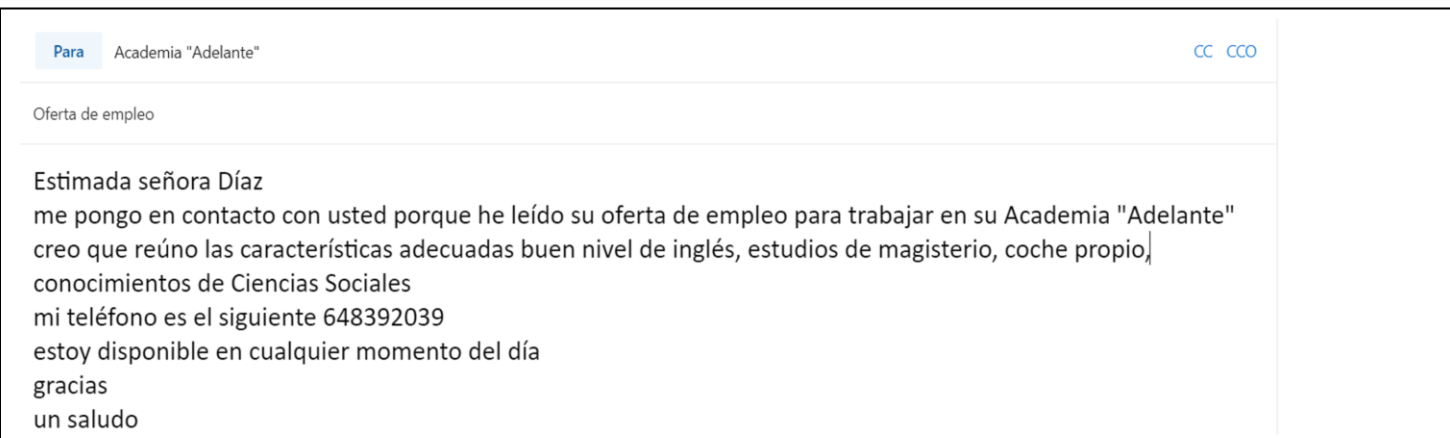 Para Academia "Adelante" CC CCO
Oferta de empleo
Estimada señora Díaz
me pongo en contacto con usted porque he leído su oferta de empleo para trabajar en su Academia "Adelante"
creo que reúno las características adecuadas buen nivel de inglés, estudios de magisterio, coche propio,
conocimientos de Ciencias Sociales
mi teléfono es el siguiente 648392039
estoy disponible en cualquier momento del día
gracias
un saludo